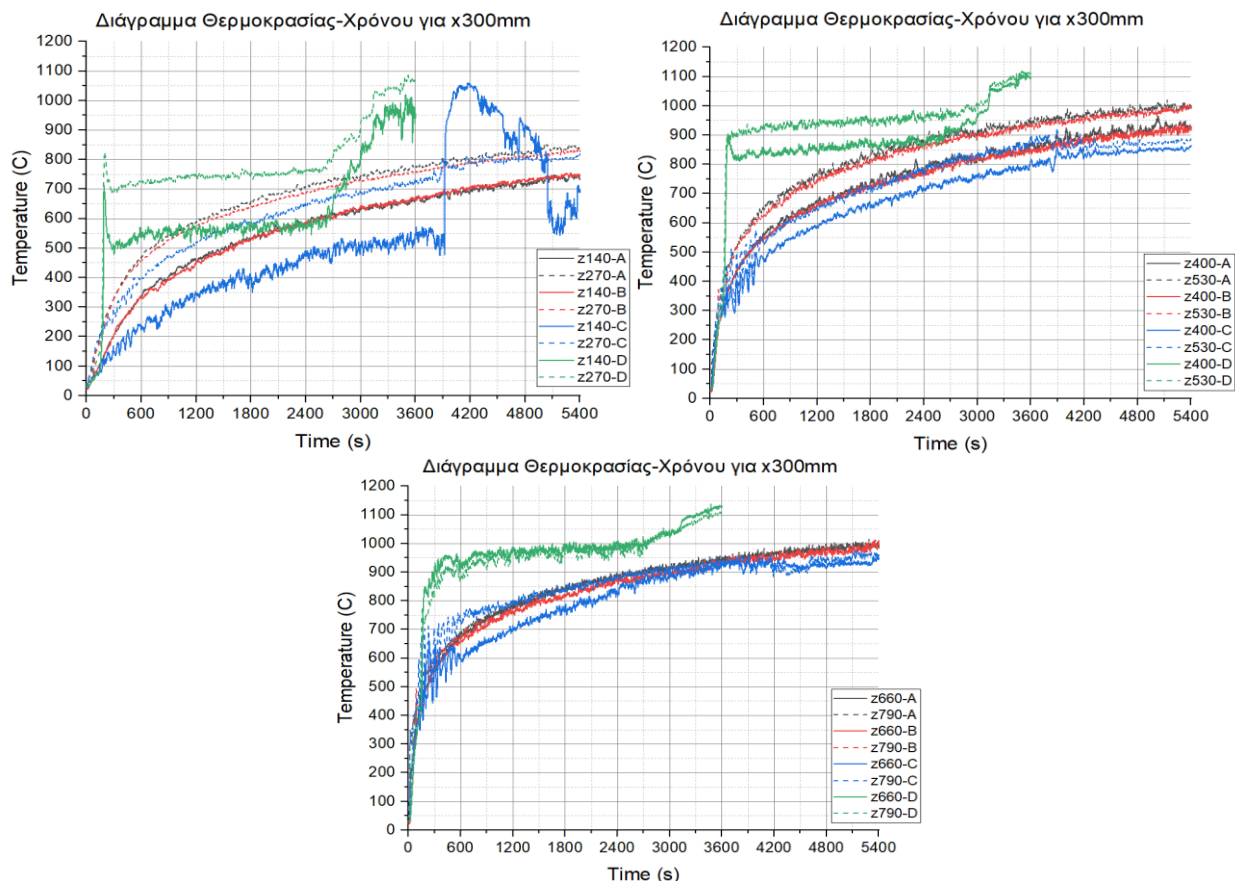 Διάγραμμα Θερμοκρασίας-Χρόνου για x300mm
1200
1100
1000
900
800
700
600
500
400
300
200
100
0
Temperature (C)
z140-A
z270-A
z140-B
z270-B
z140-C
z270-C
z140-D
z270-D
0 600 1200 1800 2400 3000 3600 4200 4800 5400
Time (s)
Διάγραμμα Θερμοκρασίας-Χρόνου για x300mm
1200
1100
1000
900
800
700
600
500
400
300
200
100
0
Temperature (C)
z400-A
z530-A
z400-B
z530-B
z400-C
z530-C
z400-D
z530-D
0 600 1200 1800 2400 3000 3600 4200 4800 5400
Time (s)
Διάγραμμα Θερμοκρασίας-Χρόνου για x300mm
1200
1100
1000
900
800
700
600
500
400
300
200
100
0
Temperature (C)
z660-A
z790-A
z660-B
z790-B
z660-C
z790-C
z660-D
z790-D
0 600 1200 1800 2400 3000 3600 4200 4800 5400
Time (s)